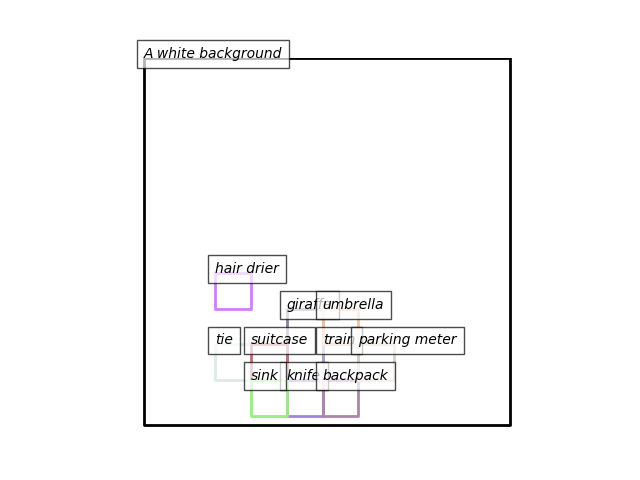 A white background
hair drier
giraffe umbrella
tie suitcase train parking meter
sink knife backpack